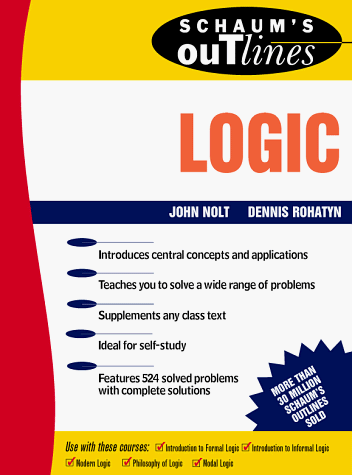 SCHAUM'S
ouTlines
LOGIC
JOHN NOLT DENNIS ROHATYN
Introduces central concepts and applications
Teaches you to solve a wide range of problems
Supplements any class text
Ideal for self-study
Features 524 solved problems
with complete solutions
MORE THAN
30 MILLION
SCHAUM'S
OUTLINES
SOLD
Use with these courses: Introduction to Formal Logic Introduction to Informal Logic
Modern Logic Philosophy of Logic Modal Logic